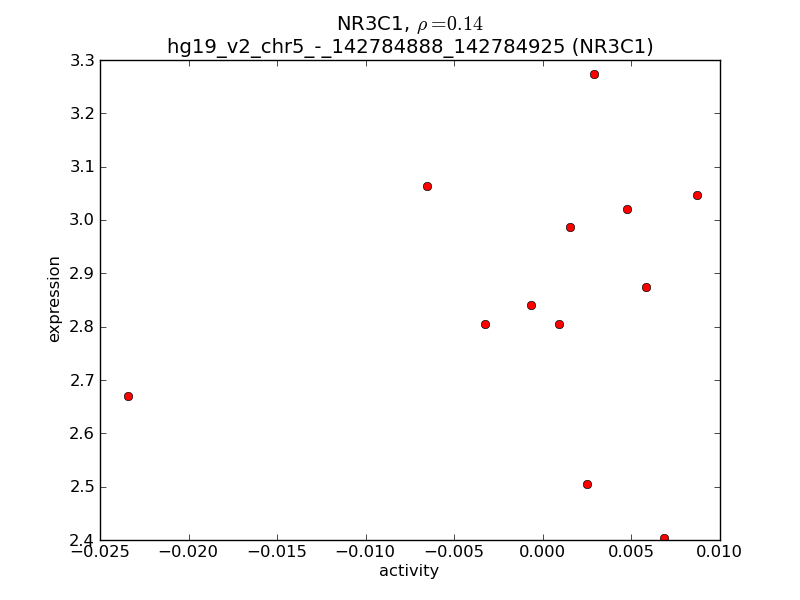 NR3C1, ρ=0.14
hg19_v2_chr5_-_142784888_142784925 (NR3C1)
3.3
3.2
3.1
3.0
2.9
2.8
2.7
2.6
2.5
2.4
expression
−0.025 −0.020 −0.015 −0.010 −0.005 0.000 0.005 0.010
activity